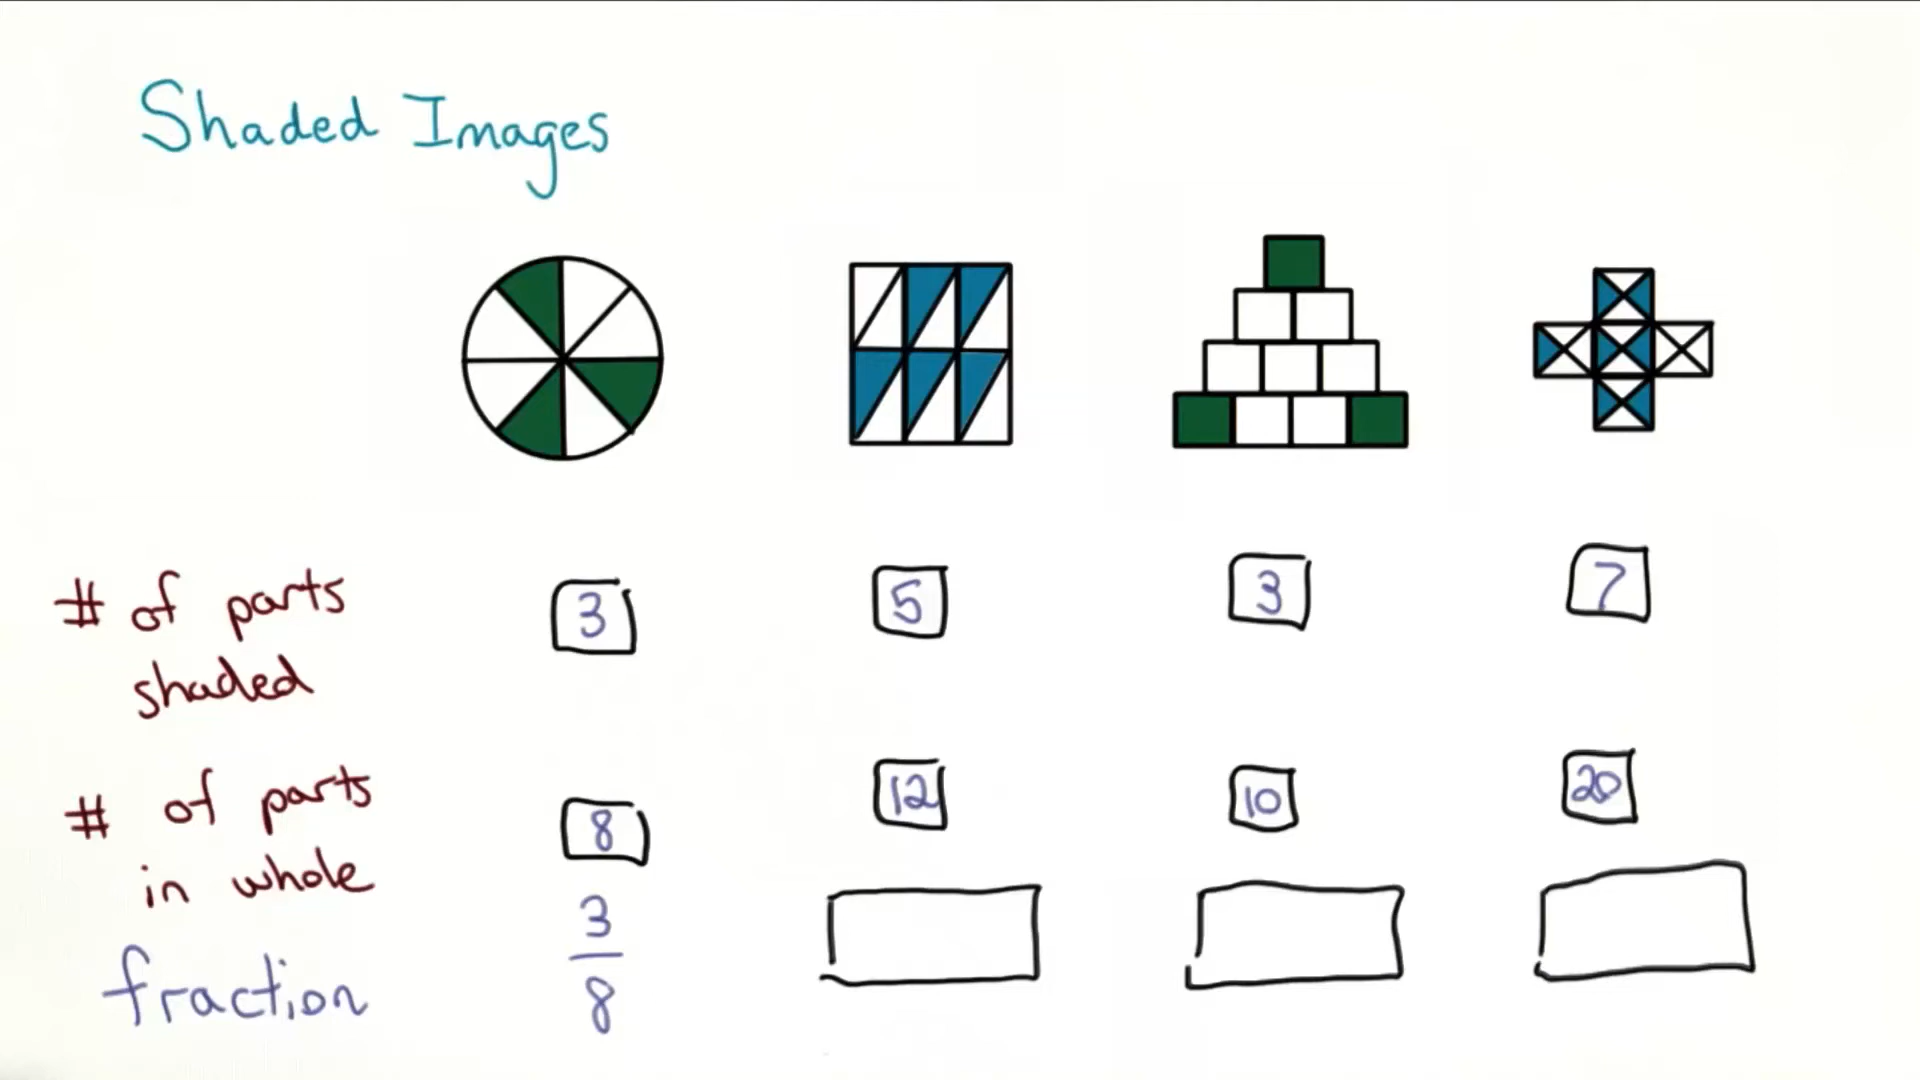 Shaded Images
# of parts shaded
3 5 3 7
# of parts in whole
8 12 10 20
fraction
3
8